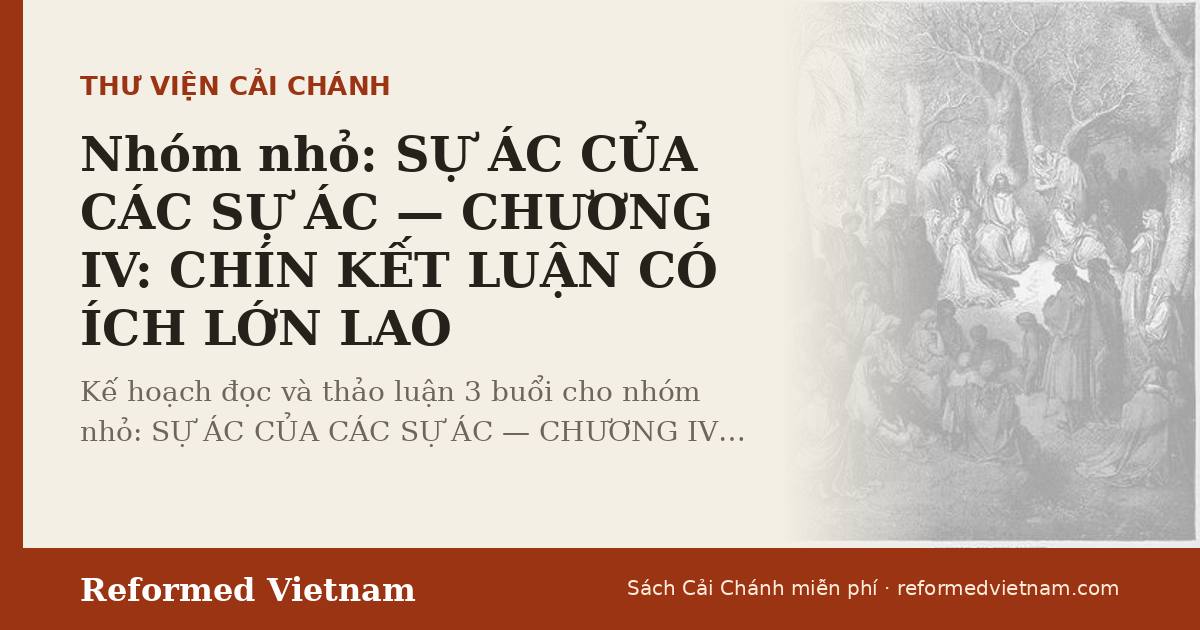 THƯ VIỆN CẢI CHÁNH
Nhóm nhỏ: SỰ ÁC CỦA
CÁC SỰ ÁC — CHƯƠNG
IV: CHÍN KẾT LUẬN CÓ
ÍCH LỚN LAO
Kế hoạch đọc và thảo luận 3 buổi cho nhóm
nhỏ: SỰ ÁC CỦA CÁC SỰ ÁC — CHƯƠNG IV…
Reformed Vietnam
Sách Cải Chánh miễn phí · reformedvietnam.com